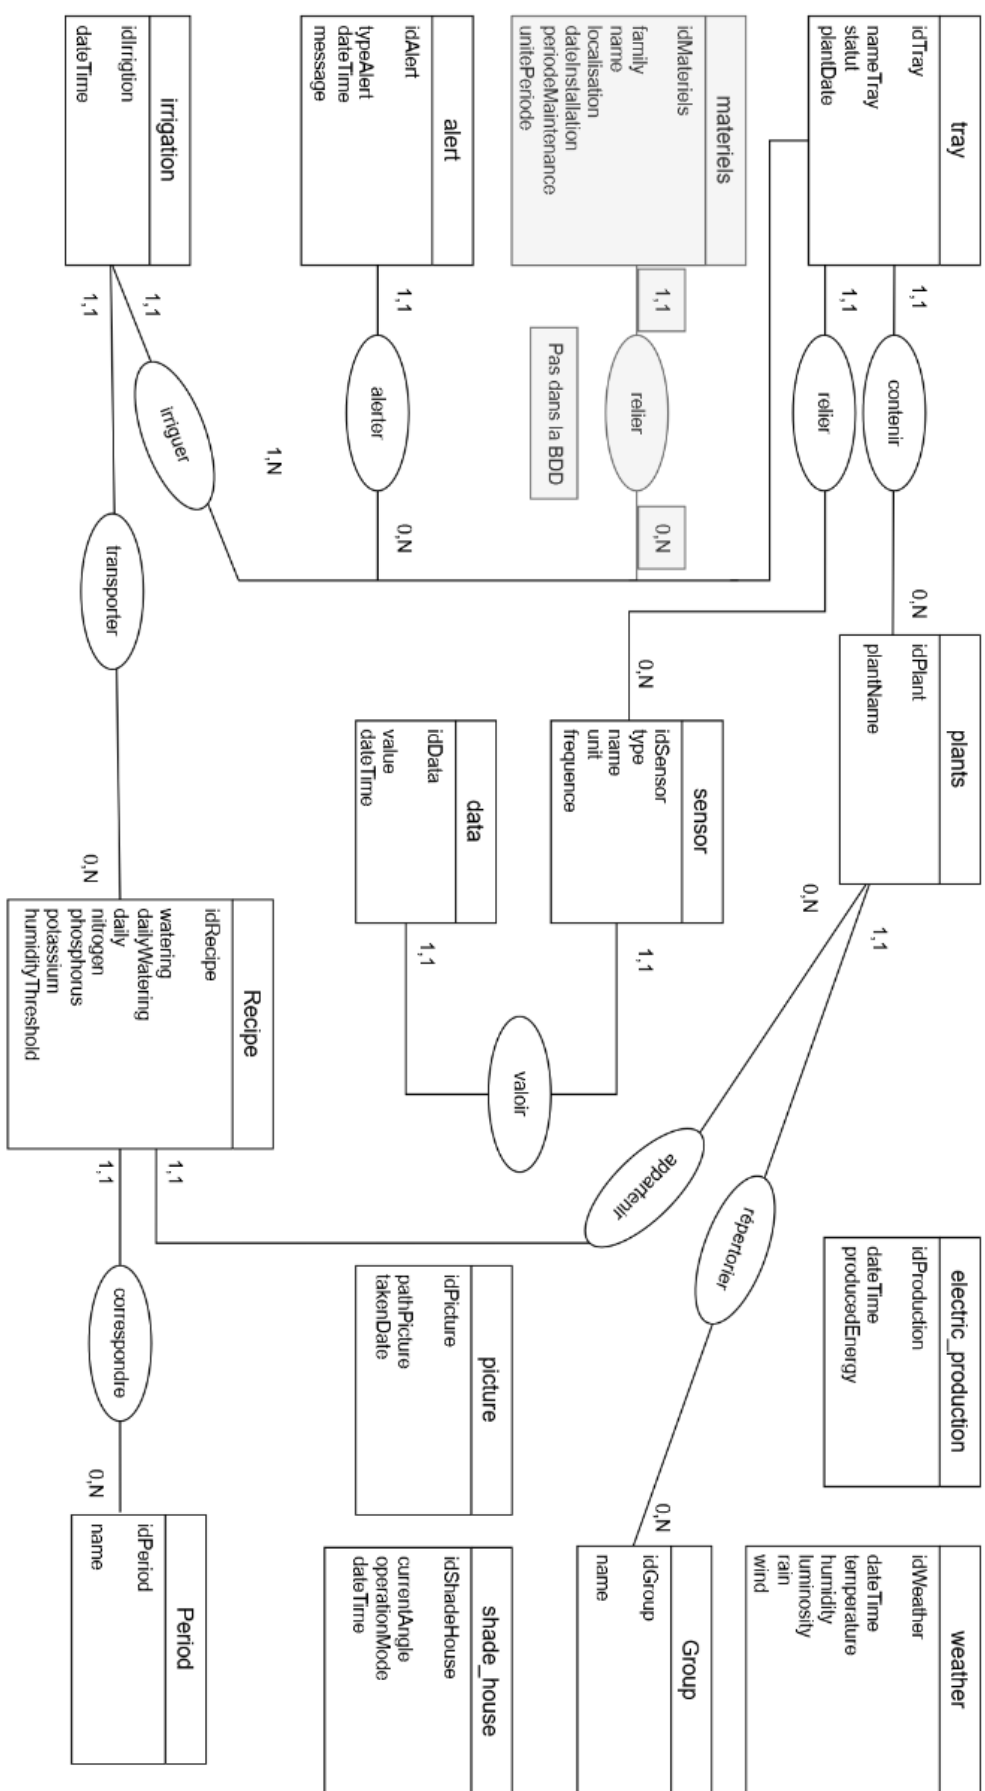 tray
idTray
nameTray
statut
plantDate
1,1
contenir
0,N
1,1
relier
0,N
plants
idPlant
plantName
0,N
1,1
electric_production
idProduction
dateTime
producedEnergy
weather
idWeather
dateTime
temperature
humidity
luminosity
rain
wind
materiels
idMateriels
family
name
localisation
dateInstallation
periodeMaintenance
unitePeriode
1,1
relier
0,N
Pas dans la BDD
sensor
idSensor
type
name
unit
frequence
1,1
valoir
appartenir
répertorier
0,N
Group
idGroup
name
alert
idAlert
typeAlert
dateTime
message
1,1
alerter
0,N
data
idData
value
dateTime
1,1
picture
idPicture
pathPicture
takenDate
shade_house
idShadeHouse
currentAngle
operationMode
dateTime
irrigation
idIrrigtion
dateTime
1,1
irriguer
1,N
1,1
transporter
0,N
Recipe
idRecipe
watering
dailyWatering
daily
nitrogen
phosphorus
potassium
humidityThreshold
1,1
1,1
correspondre
0,N
Period
idPeriod
name